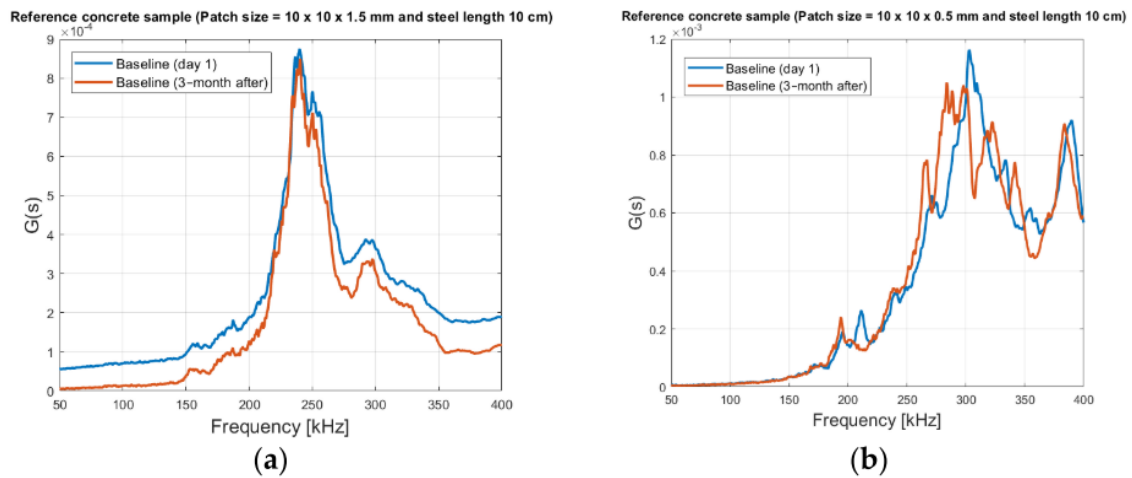 Reference concrete sample (Patch size = 10 x 10 x 1.5 mm and steel length 10 cm)
×10⁻⁴
9
8
7
6
5
4
3
2
1
0
G(s)
Baseline (day 1)
Baseline (3−month after)
50 100 150 200 250 300 350 400
Frequency [kHz]
(a)
Reference concrete sample (Patch size = 10 x 10 x 0.5 mm and steel length 10 cm)
×10⁻³
1.2
1
0.8
0.6
0.4
0.2
0
G(s)
Baseline (day 1)
Baseline (3−month after)
50 100 150 200 250 300 350 400
Frequency [kHz]
(b)